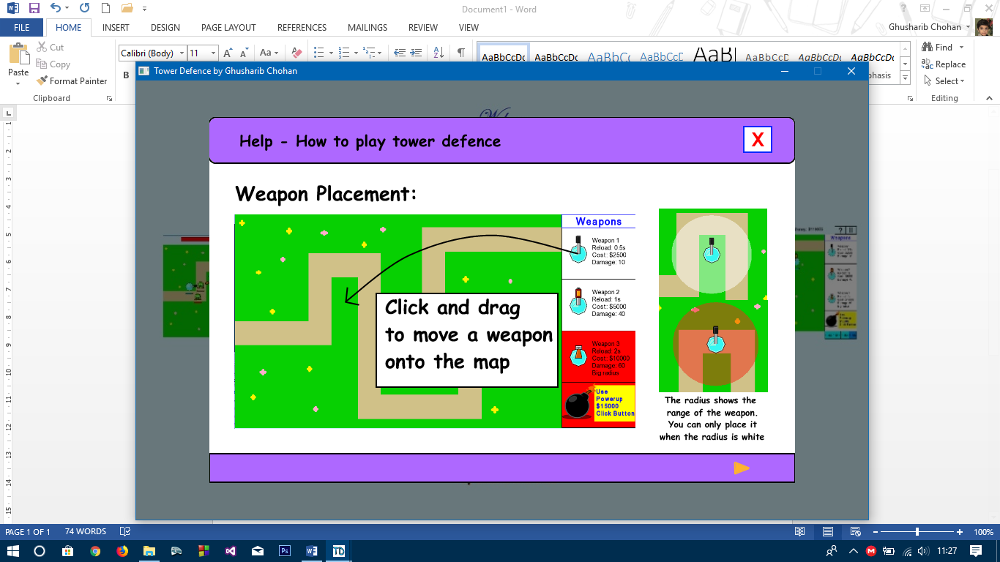 Document1 - Word
FILE
HOME
INSERT
DESIGN
PAGE LAYOUT
REFERENCES
MAILINGS
REVIEW
VIEW
Ghusharib Chohan
Paste
Cut
Copy
Format Painter
Clipboard
Calibri (Body)
11
Aa
B
AaBbCcDc
AaBbCcDc
AaBbCc
AaBbCcD
AaB
AaBbCcD
AaBbCcDc
AaBbCcDc
Find
Replace
Select
Editing
Tower Defence by Ghusharib Chohan
Help - How to play tower defence
X
Weapon Placement:
Click and drag
to move a weapon
onto the map
Weapons
Weapon 1
Reload: 0.5s
Cost: $2500
Damage: 10
Weapon 2
Reload: 1s
Cost: $5000
Damage: 40
Weapon 3
Reload: 2s
Cost: $10000
Damage: 60
Big radius
Use
Powerup
$15000
Click Button
The radius shows the
range of the weapon.
You can only place it
when the radius is white
PAGE 1 OF 1
74 WORDS
100%
11:27